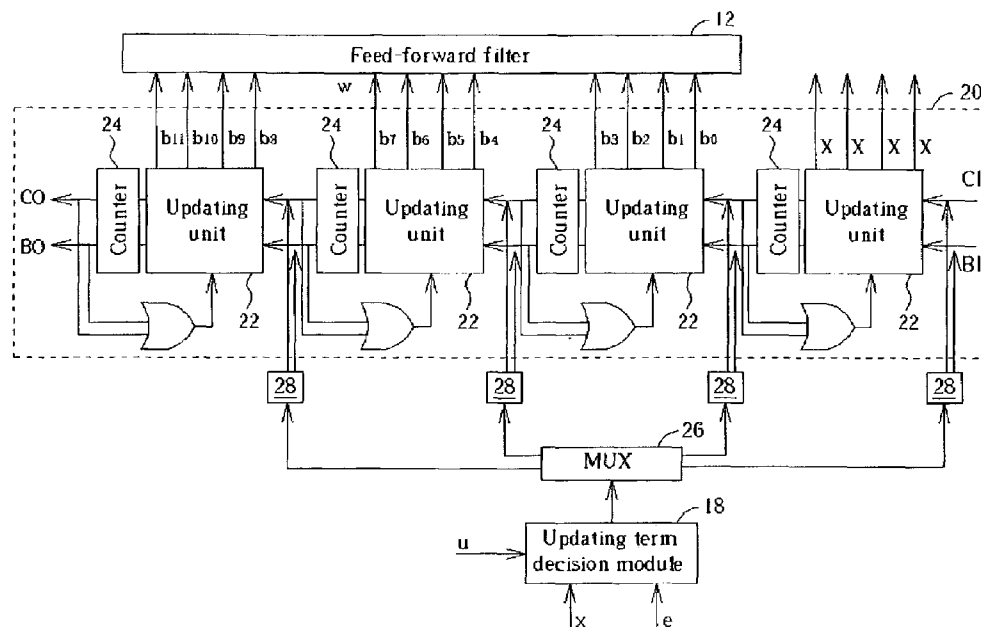 12
Feed-forward filter
w
20
24 b11 b10 b9 b8 24 b7 b6 b5 b4 24 b3 b2 b1 b0 24 X X X X
CO
BO
Counter
Updating unit
Counter
Updating unit
Counter
Updating unit
Counter
Updating unit
CI
BI
22 22 22 22
28 28 28 28
26
MUX
18
u
Updating term
decision module
x e